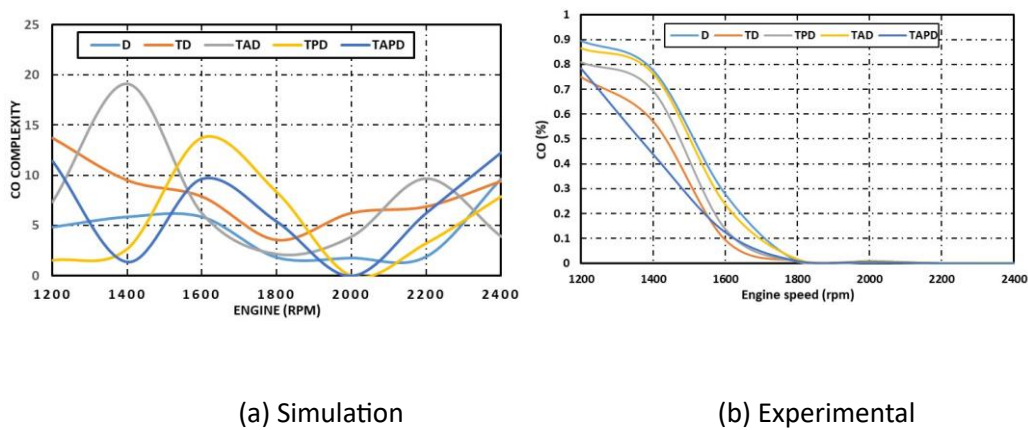 25
20
15
10
5
0
CO COMPLEXITY
D TD TAD TPD TAPD
1200 1400 1600 1800 2000 2200 2400
ENGINE (RPM)
1
0.9
0.8
0.7
0.6
0.5
0.4
0.3
0.2
0.1
0
CO (%)
D TD TPD TAD TAPD
1200 1400 1600 1800 2000 2200 2400
Engine speed (rpm)
(a) Simulation
(b) Experimental